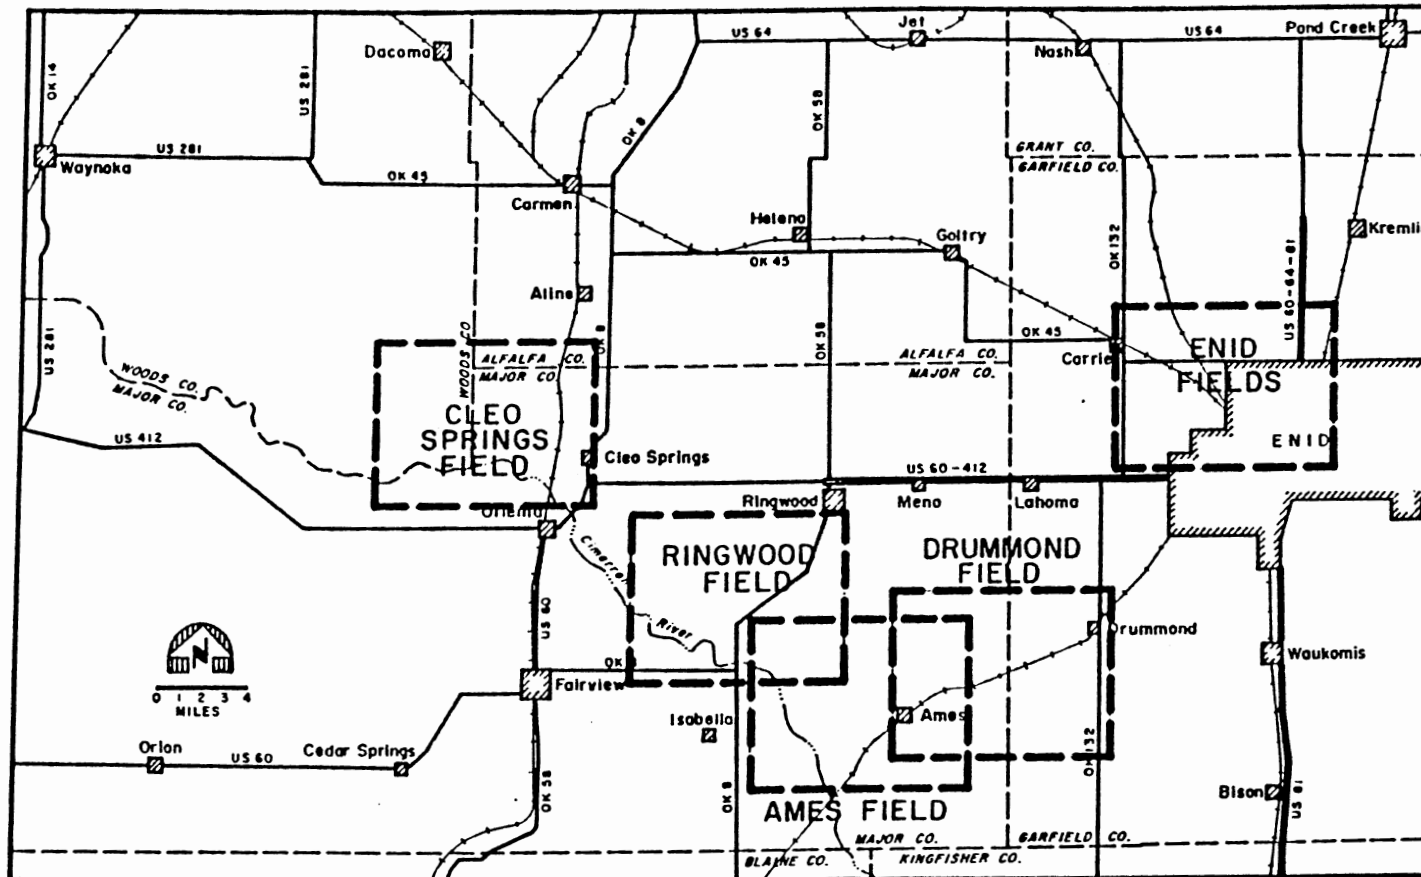 Jet
US 64
US 64
Pond Creek
Dacoma
Nash
OK 14
US 281
OK 58
OK 8
US 281
GRANT CO.
GARFIELD CO.
Waynoka
OK 45
Carmen
Helena
Goltry
OK 132
Kremli
OK 45
US 60-64-81
Aline
US 281
WOODS CO.
MAJOR CO.
WOODS CO
ALFALFA CO.
MAJOR CO.
OK 8
OK 58
ALFALFA CO.
MAJOR CO.
OK 45
Carrie
ENID
FIELDS
ENID
CLEO
SPRINGS
FIELD
US 412
Cleo Springs
US 60-412
Ringwood
Meno
Lahoma
Orienta
Cimarron
River
RINGWOOD
FIELD
DRUMMOND
FIELD
US 60
rummond
Waukomis
N
0 1 2 3 4
MILES
OK
Fairview
Isabella
Ames
OK 132
Orion
US 60
Cedar Springs
OK 58
OK 8
Bison
US 81
AMES FIELD
MAJOR CO.
GARFIELD CO.
BLAINE CO.
KINGFISHER CO.